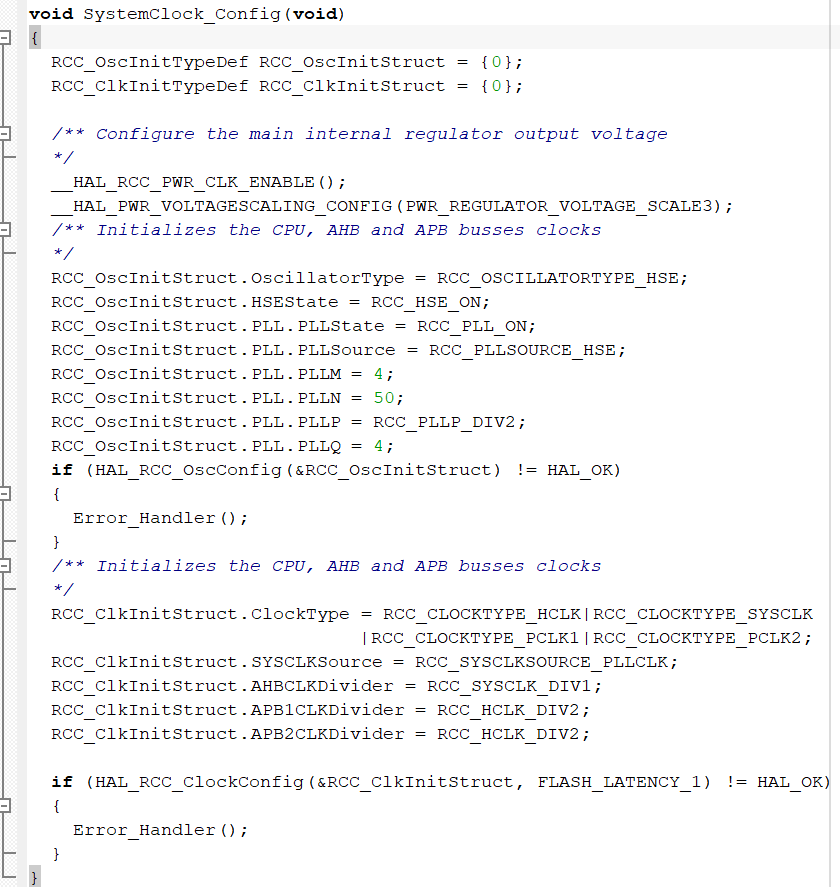 void SystemClock_Config(void)
{
  RCC_OscInitTypeDef RCC_OscInitStruct = {0};
  RCC_ClkInitTypeDef RCC_ClkInitStruct = {0};

  /** Configure the main internal regulator output voltage
  */
  __HAL_RCC_PWR_CLK_ENABLE();
  __HAL_PWR_VOLTAGESCALING_CONFIG(PWR_REGULATOR_VOLTAGE_SCALE3);
  /** Initializes the CPU, AHB and APB busses clocks
  */
  RCC_OscInitStruct.OscillatorType = RCC_OSCILLATORTYPE_HSE;
  RCC_OscInitStruct.HSEState = RCC_HSE_ON;
  RCC_OscInitStruct.PLL.PLLState = RCC_PLL_ON;
  RCC_OscInitStruct.PLL.PLLSource = RCC_PLLSOURCE_HSE;
  RCC_OscInitStruct.PLL.PLLM = 4;
  RCC_OscInitStruct.PLL.PLLN = 50;
  RCC_OscInitStruct.PLL.PLLP = RCC_PLLP_DIV2;
  RCC_OscInitStruct.PLL.PLLQ = 4;
  if (HAL_RCC_OscConfig(&RCC_OscInitStruct) != HAL_OK)
  {
    Error_Handler();
  }
  /** Initializes the CPU, AHB and APB busses clocks
  */
  RCC_ClkInitStruct.ClockType = RCC_CLOCKTYPE_HCLK|RCC_CLOCKTYPE_SYSCLK
                              |RCC_CLOCKTYPE_PCLK1|RCC_CLOCKTYPE_PCLK2;
  RCC_ClkInitStruct.SYSCLKSource = RCC_SYSCLKSOURCE_PLLCLK;
  RCC_ClkInitStruct.AHBCLKDivider = RCC_SYSCLK_DIV1;
  RCC_ClkInitStruct.APB1CLKDivider = RCC_HCLK_DIV2;
  RCC_ClkInitStruct.APB2CLKDivider = RCC_HCLK_DIV2;

  if (HAL_RCC_ClockConfig(&RCC_ClkInitStruct, FLASH_LATENCY_1) != HAL_OK)
  {
    Error_Handler();
  }
}